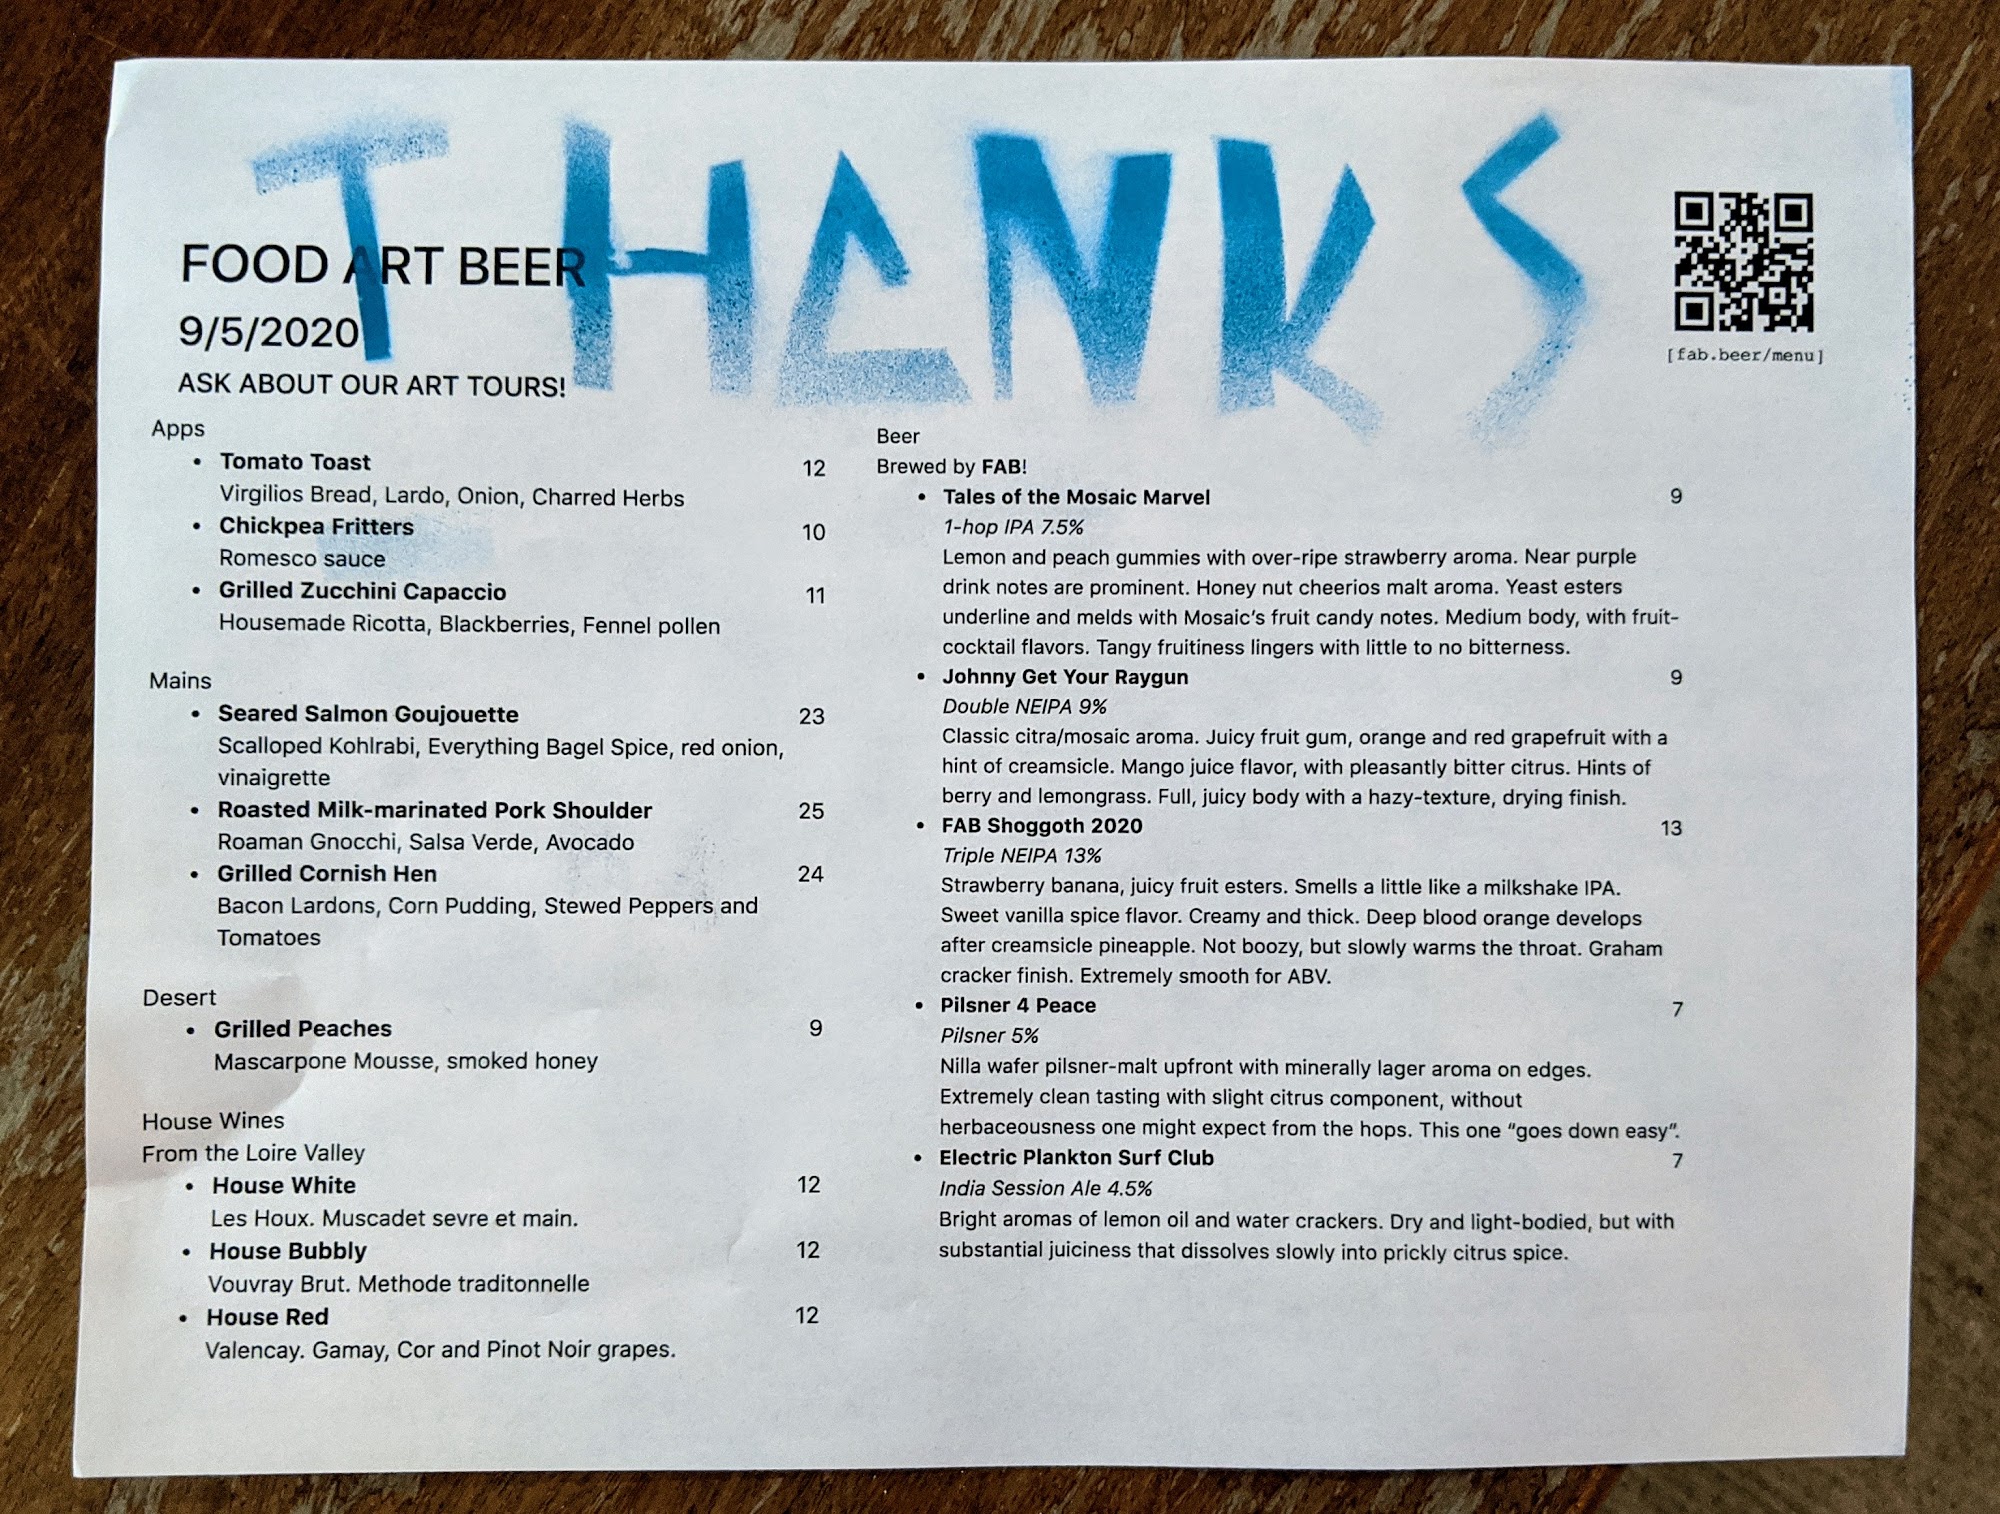 THANKS
FOOD ART BEER
9/5/2020
ASK ABOUT OUR ART TOURS!
[fab.beer/menu]
Apps
• Tomato Toast 12
Virgilios Bread, Lardo, Onion, Charred Herbs
• Chickpea Fritters 10
Romesco sauce
• Grilled Zucchini Capaccio 11
Housemade Ricotta, Blackberries, Fennel pollen
Mains
• Seared Salmon Goujouette 23
Scalloped Kohlrabi, Everything Bagel Spice, red onion,
vinaigrette
• Roasted Milk-marinated Pork Shoulder 25
Roaman Gnocchi, Salsa Verde, Avocado
• Grilled Cornish Hen 24
Bacon Lardons, Corn Pudding, Stewed Peppers and
Tomatoes
Desert
• Grilled Peaches 9
Mascarpone Mousse, smoked honey
House Wines
From the Loire Valley
• House White 12
Les Houx. Muscadet sevre et main.
• House Bubbly 12
Vouvray Brut. Methode traditonnelle
• House Red 12
Valencay. Gamay, Cor and Pinot Noir grapes.
Beer
Brewed by FAB!
• Tales of the Mosaic Marvel 9
1-hop IPA 7.5%
Lemon and peach gummies with over-ripe strawberry aroma. Near purple
drink notes are prominent. Honey nut cheerios malt aroma. Yeast esters
underline and melds with Mosaic's fruit candy notes. Medium body, with fruit-
cocktail flavors. Tangy fruitiness lingers with little to no bitterness.
• Johnny Get Your Raygun 9
Double NEIPA 9%
Classic citra/mosaic aroma. Juicy fruit gum, orange and red grapefruit with a
hint of creamsicle. Mango juice flavor, with pleasantly bitter citrus. Hints of
berry and lemongrass. Full, juicy body with a hazy-texture, drying finish.
• FAB Shoggoth 2020 13
Triple NEIPA 13%
Strawberry banana, juicy fruit esters. Smells a little like a milkshake IPA.
Sweet vanilla spice flavor. Creamy and thick. Deep blood orange develops
after creamsicle pineapple. Not boozy, but slowly warms the throat. Graham
cracker finish. Extremely smooth for ABV.
• Pilsner 4 Peace 7
Pilsner 5%
Nilla wafer pilsner-malt upfront with minerally lager aroma on edges.
Extremely clean tasting with slight citrus component, without
herbaceousness one might expect from the hops. This one "goes down easy".
• Electric Plankton Surf Club 7
India Session Ale 4.5%
Bright aromas of lemon oil and water crackers. Dry and light-bodied, but with
substantial juiciness that dissolves slowly into prickly citrus spice.